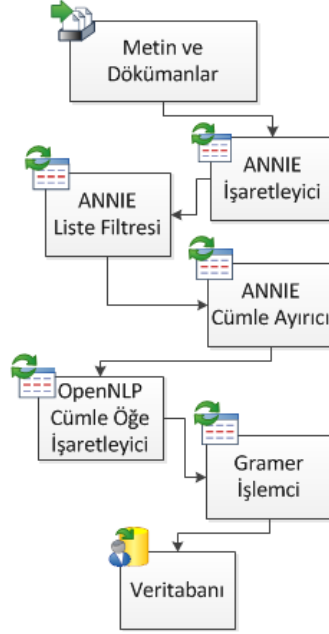 Metin ve
Dökümanlar
ANNIE
İşaretleyici
ANNIE
Liste Filtresi
ANNIE
Cümle Ayırıcı
OpenNLP
Cümle Öğe
İşaretleyici
Gramer
İşlemci
Veritabanı